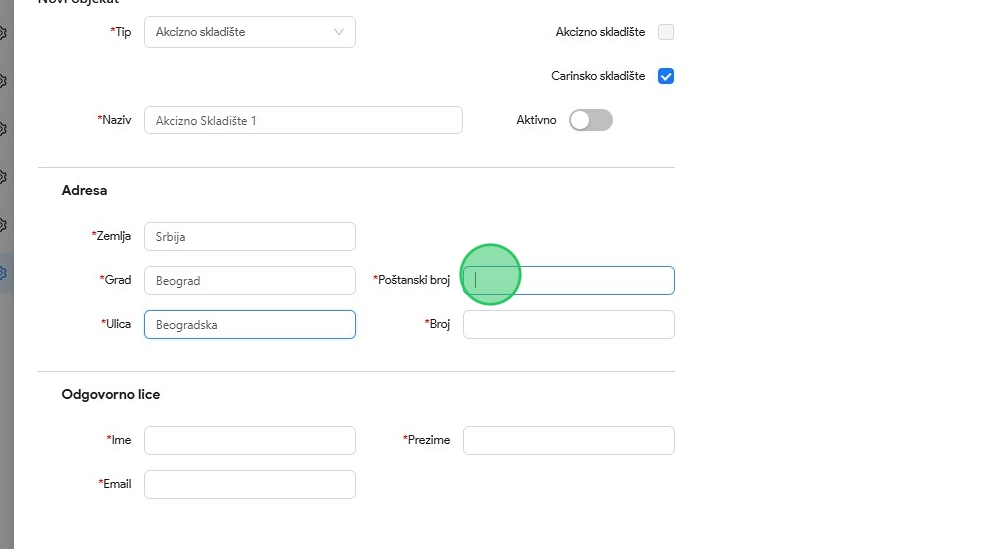 Novi objekat
*Tip Akcizno skladište Akcizno skladište
Carinsko skladište
*Naziv Akcizno Skladište 1 Aktivno
Adresa
*Zemlja Srbija
*Grad Beograd *Poštanski broj
*Ulica Beogradska *Broj
Odgovorno lice
*Ime *Prezime
*Email